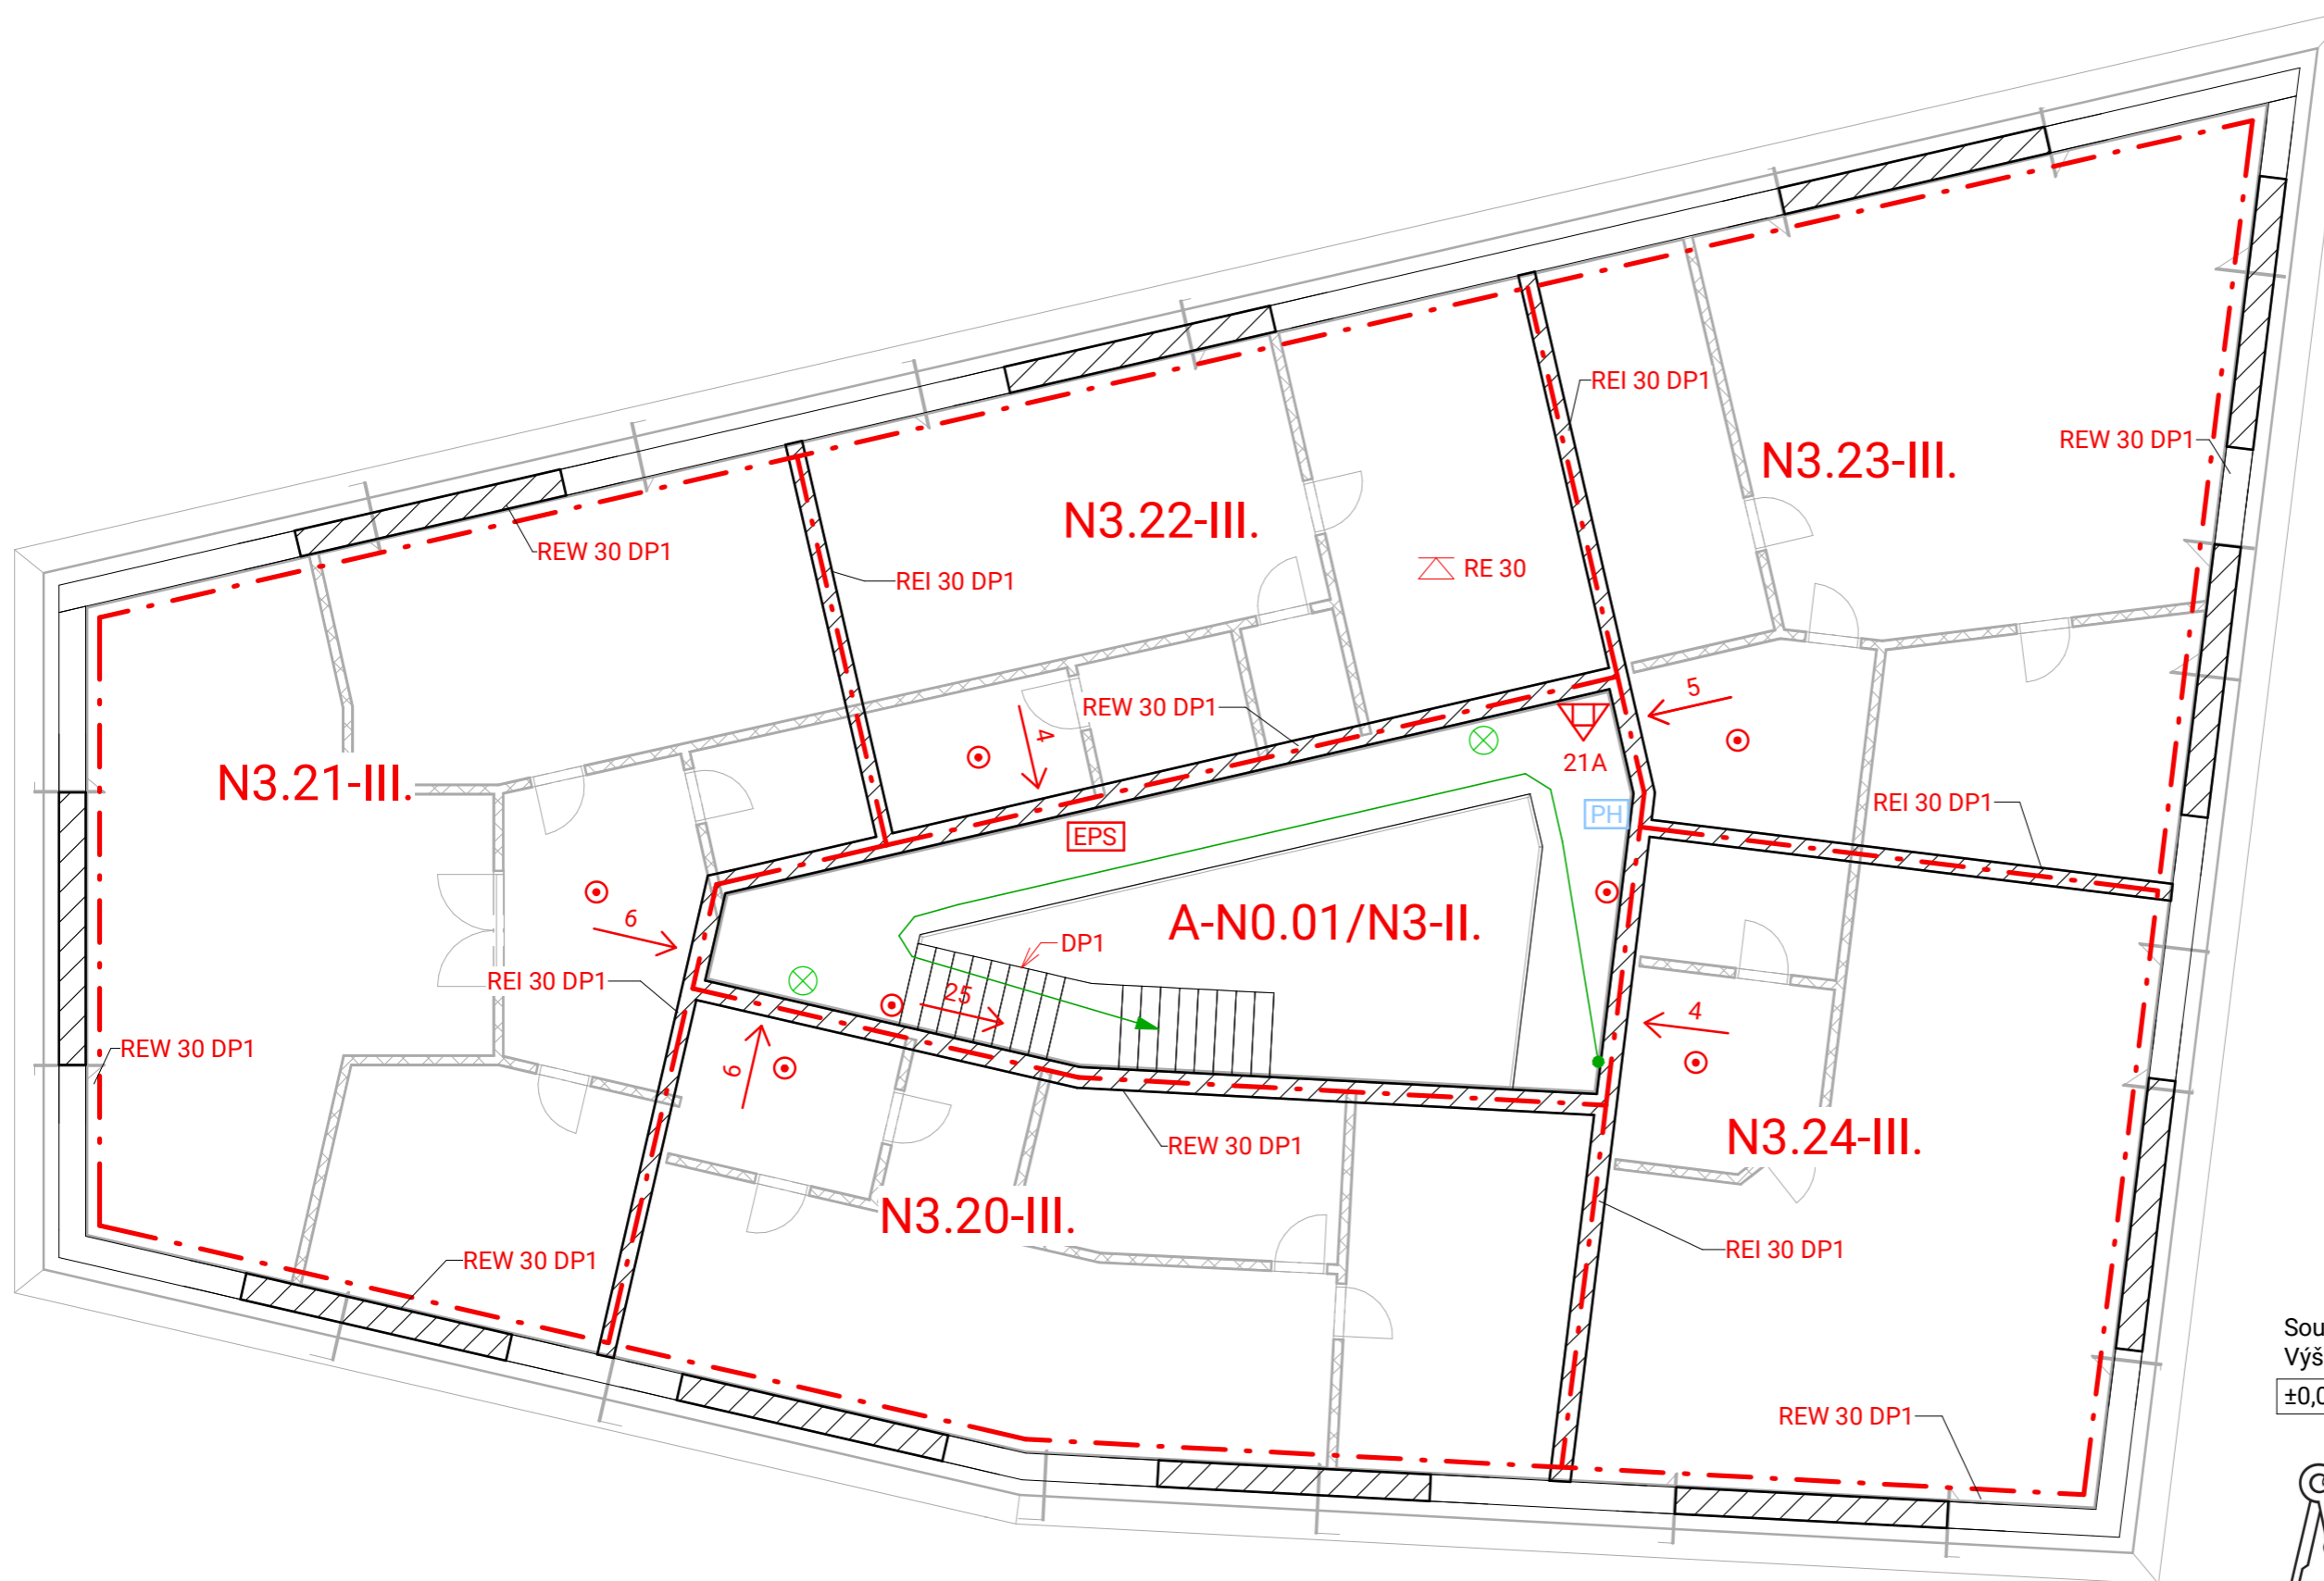 REI 30 DP1
REW 30 DP1
N3.23-III.
N3.22-III.
REW 30 DP1
RE 30
REI 30 DP1
5
REW 30 DP1
4
21A
N3.21-III.
REI 30 DP1
PH
EPS
6
A-N0.01/N3-II.
DP1
REI 30 DP1
25
4
REW 30 DP1
6
N3.24-III.
REW 30 DP1
N3.20-III.
REI 30 DP1
REW 30 DP1
Sou
Výš
±0,0
REW 30 DP1